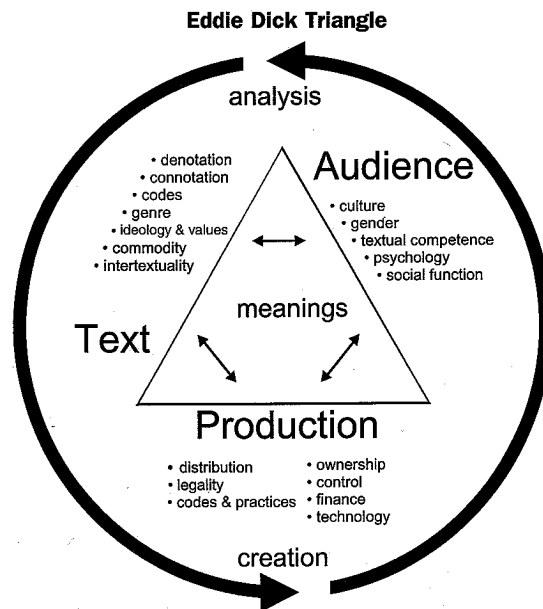 Eddie Dick Triangle
analysis
• denotation
• connotation
• codes
• genre
• ideology & values
• commodity
• intertextuality
Audience
• culture
• gender
• textual competence
• psychology
• social function
meanings
Text
Production
• distribution
• legality
• codes & practices
• ownership
• control
• finance
• technology
creation